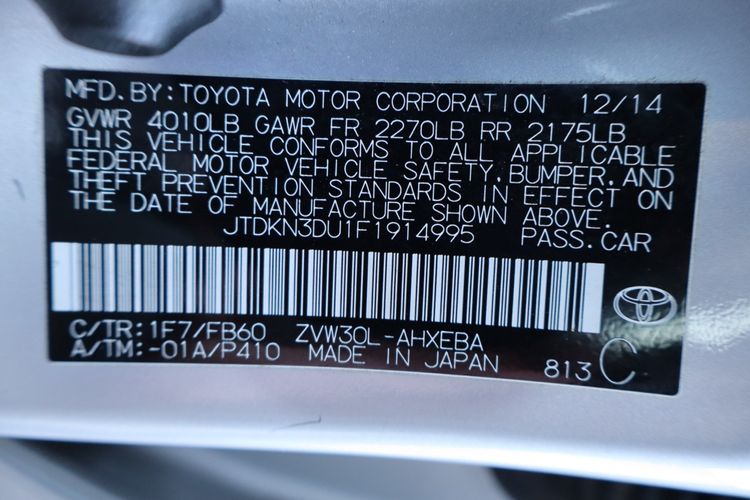 MFD.BY:TOYOTA MOTOR CORPORATION 12/14
GVWR 4010LB GAWR FR 2270LB RR 2175LB
THIS VEHICLE CONFORMS TO ALL APPLICABLE
FEDERAL MOTOR VEHICLE SAFETY,BUMPER,AND
THEFT PREVENTION STANDARDS IN EFFECT ON
THE DATE OF MANUFACTURE SHOWN ABOVE.
JTDKN3DU1F1914995 PASS.CAR
C/TR:1F7/FB60 ZVW30L-AHXEBA
A/TM:-01A/P410 MADE IN JAPAN 813 C